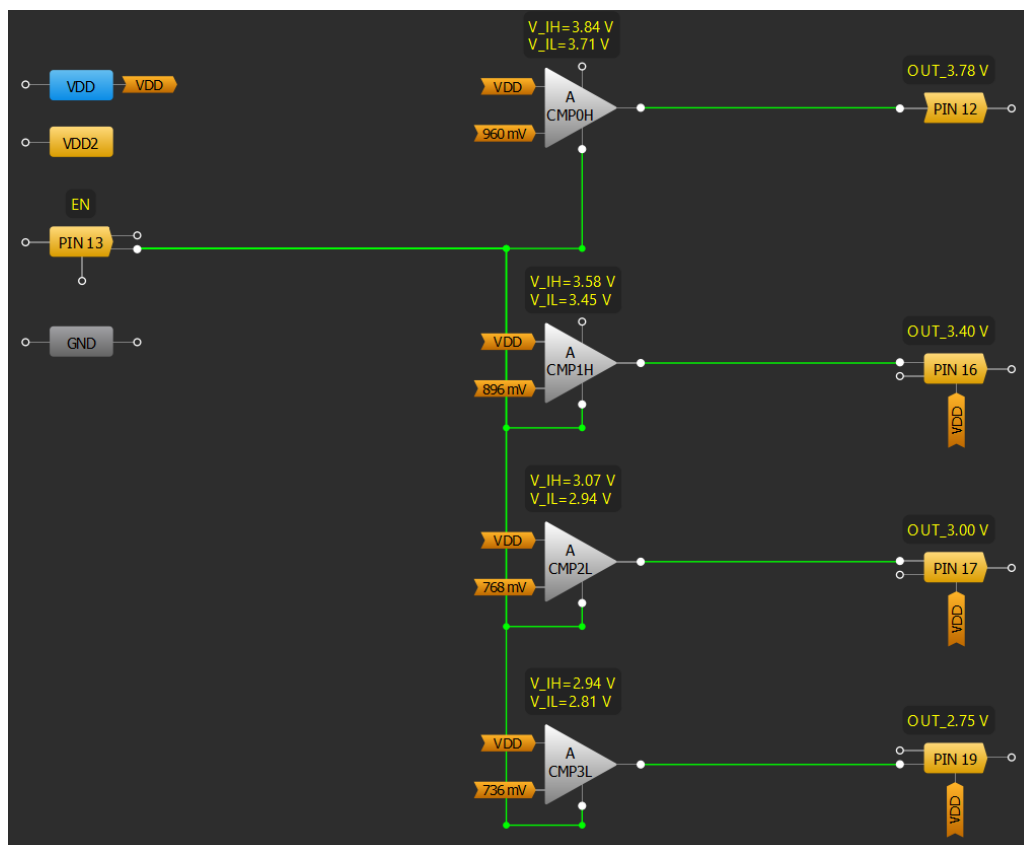 V_IH=3.84 V
V_IL=3.71 V
VDD
VDD
VDD
960 mV
A
CMP0H
OUT_3.78 V
PIN 12
VDD2
EN
PIN 13
GND
V_IH=3.58 V
V_IL=3.45 V
VDD
896 mV
A
CMP1H
OUT_3.40 V
PIN 16
VDD
V_IH=3.07 V
V_IL=2.94 V
VDD
768 mV
A
CMP2L
OUT_3.00 V
PIN 17
VDD
V_IH=2.94 V
V_IL=2.81 V
VDD
736 mV
A
CMP3L
OUT_2.75 V
PIN 19
VDD